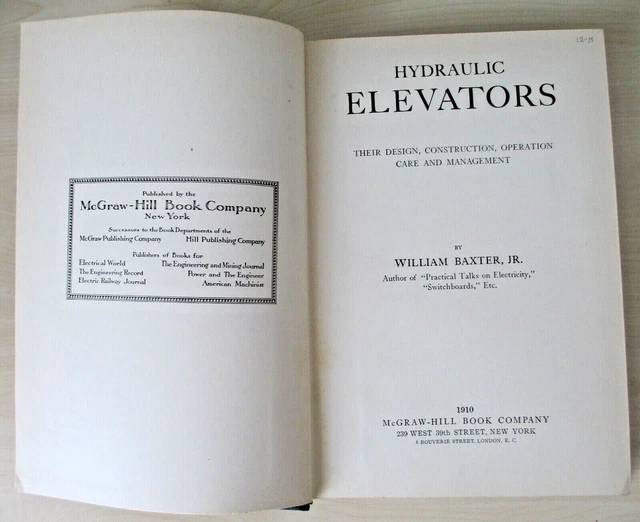 Published by the
McGraw-Hill Book Company
New York
Successors to the Book Departments of the
McGraw Publishing Company Hill Publishing Company
Publishers of Books for
Electrical World The Engineering and Mining Journal
The Engineering Record Power and The Engineer
Electric Railway Journal American Machinist
HYDRAULIC
ELEVATORS
THEIR DESIGN, CONSTRUCTION, OPERATION
CARE AND MANAGEMENT
BY
WILLIAM BAXTER, JR.
Author of "Practical Talks on Electricity,"
"Switchboards," Etc.
1910
McGRAW-HILL BOOK COMPANY
239 WEST 39th STREET, NEW YORK
6 BOUVERIE STREET, LONDON, E. C.